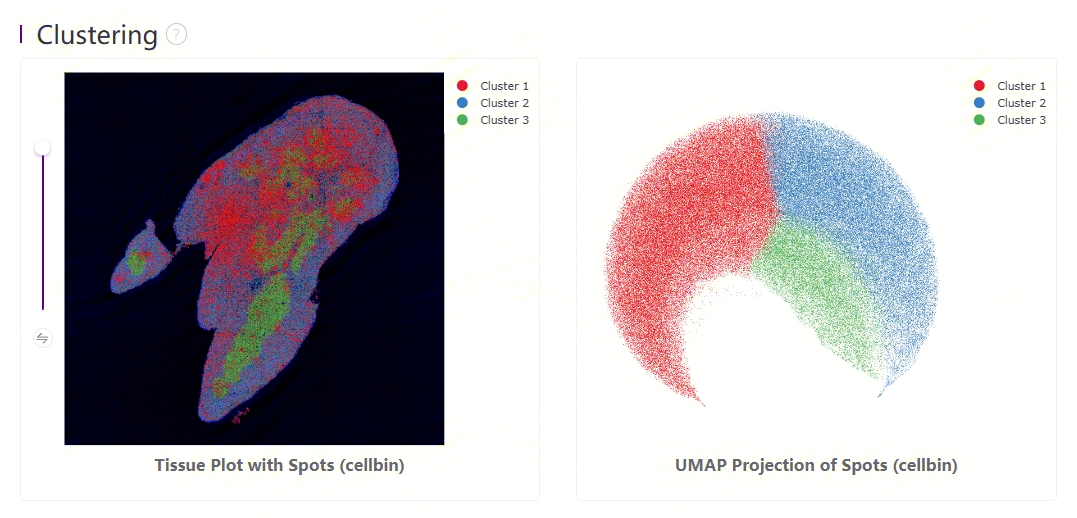 Clustering ?
Cluster 1
Cluster 2
Cluster 3
Tissue Plot with Spots (cellbin)
Cluster 1
Cluster 2
Cluster 3
UMAP Projection of Spots (cellbin)